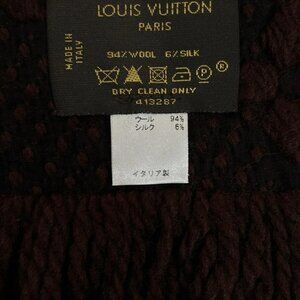 LOUIS VUITTON
PARIS
MADE IN
ITALY
94% WOOL 6% SILK
P
DRY CLEAN ONLY
413287
ウール 94%
シルク 6%
イタリア製